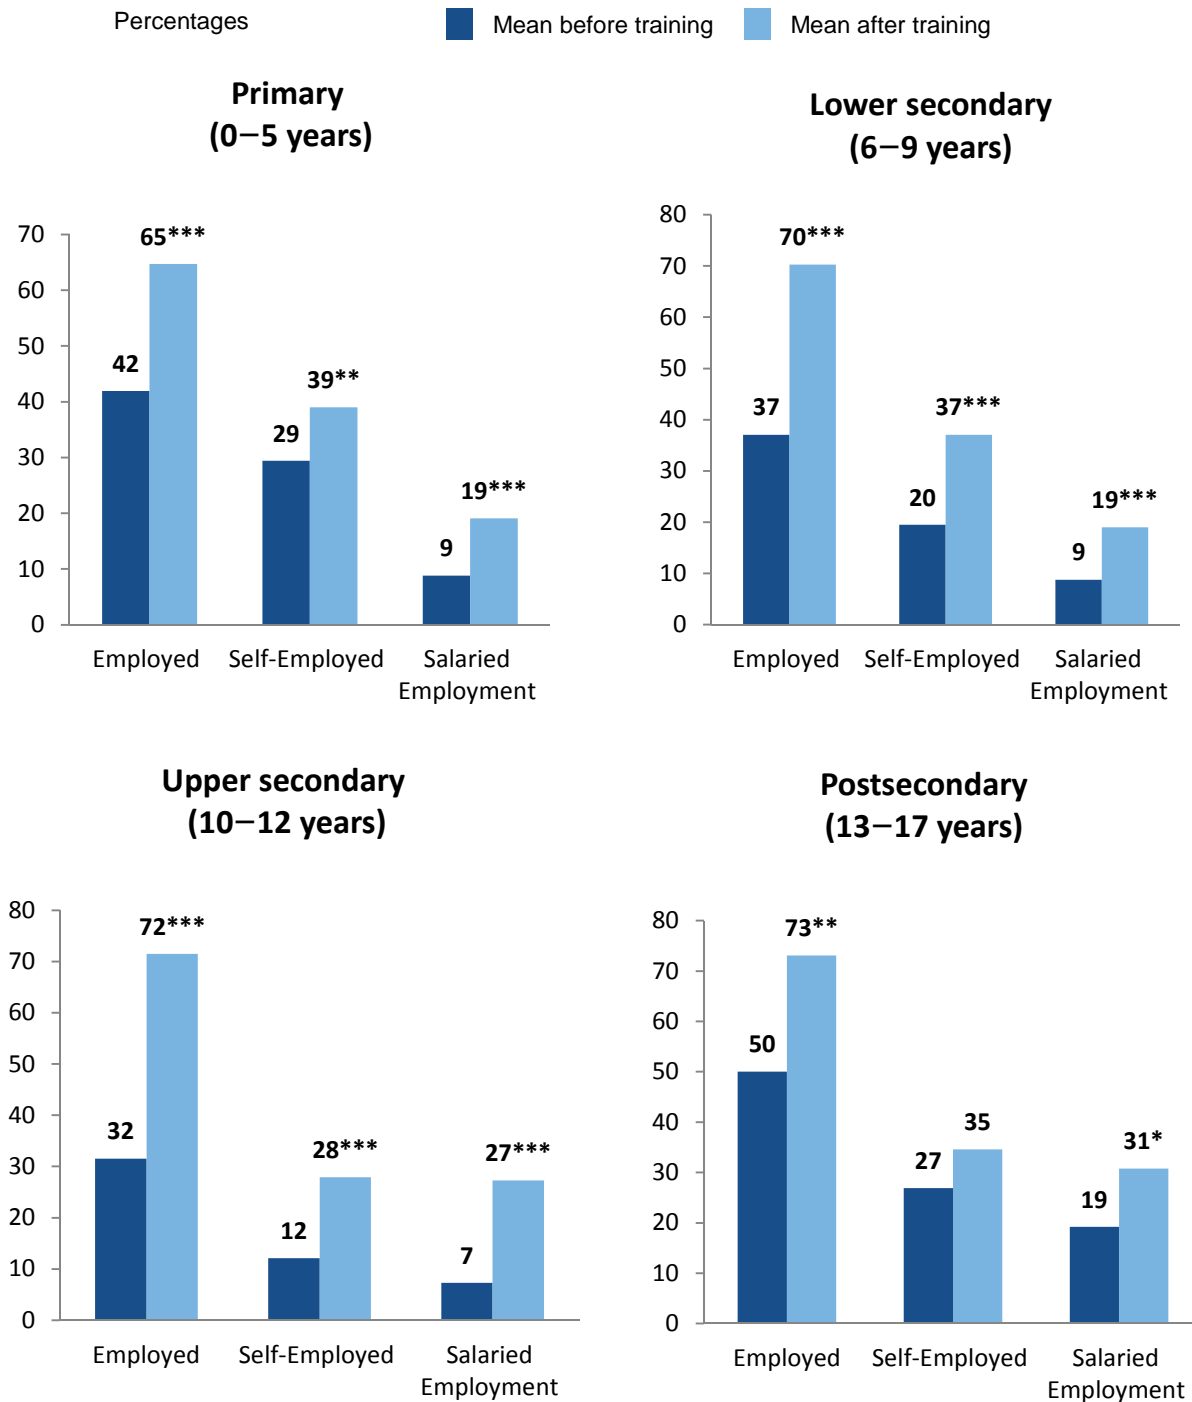 Percentages
Mean before training
Mean after training
Primary
(0–5 years)
70
60
50
40
30
20
10
0
65***
42
39**
29
19***
9
Employed
Self-Employed
Salaried
Employment
Lower secondary
(6–9 years)
80
70
60
50
40
30
20
10
0
70***
37
37***
20
19***
9
Employed
Self-Employed
Salaried
Employment
Upper secondary
(10–12 years)
80
70
60
50
40
30
20
10
0
72***
32
28***
12
27***
7
Employed
Self-Employed
Salaried
Employment
Postsecondary
(13–17 years)
80
70
60
50
40
30
20
10
0
73**
50
35
27
31*
19
Employed
Self-Employed
Salaried
Employment